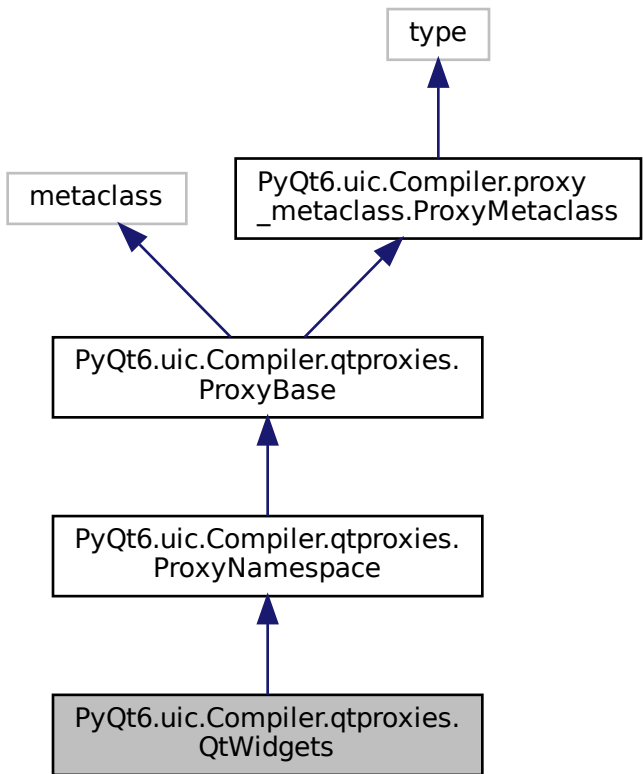 type
PyQt6.uic.Compiler.proxy
_metaclass.ProxyMetaclass
metaclass
PyQt6.uic.Compiler.qtproxies.
ProxyBase
PyQt6.uic.Compiler.qtproxies.
ProxyNamespace
PyQt6.uic.Compiler.qtproxies.
QtWidgets